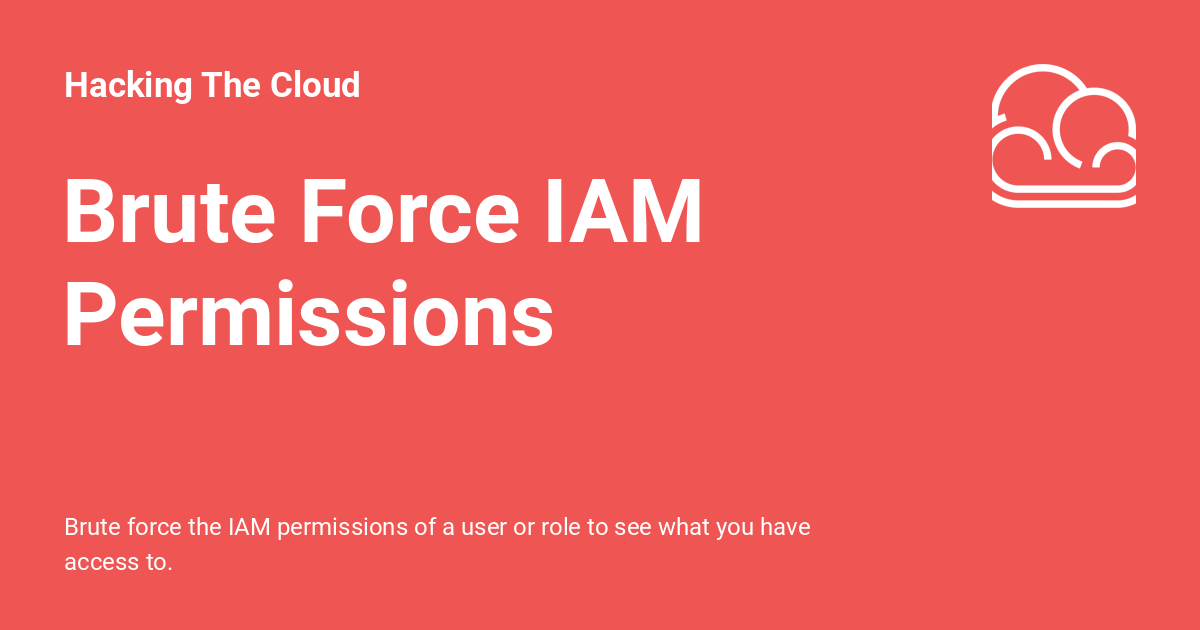 Hacking The Cloud
Brute Force IAM
Permissions
Brute force the IAM permissions of a user or role to see what you have
access to.